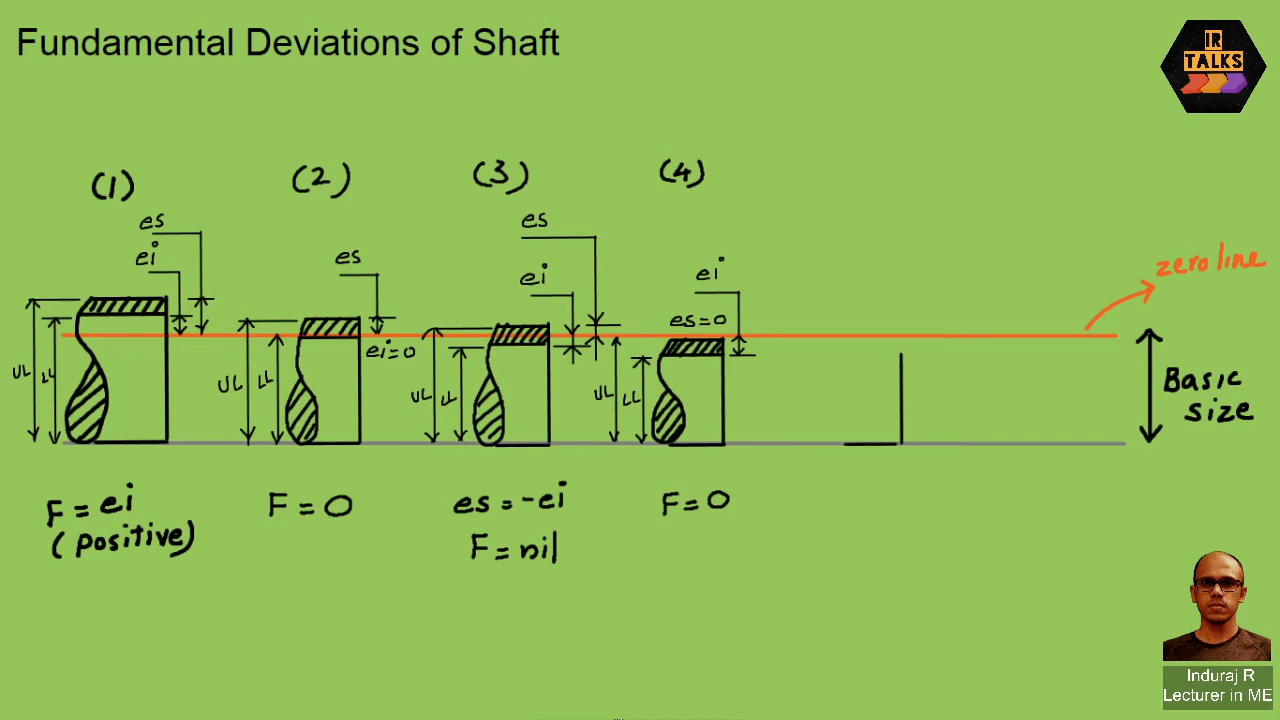 Fundamental Deviations of Shaft
IR
TALKS
(1)
(2)
(3)
(4)
es
ei
es
es
ei
ei
es=0
ei=0
zero line
UL
LL
UL
LL
UL
LL
UL
LL
Basic
size
F = ei
(positive)
F = 0
es = -ei
F = nil
F = 0
Induraj R
Lecturer in ME